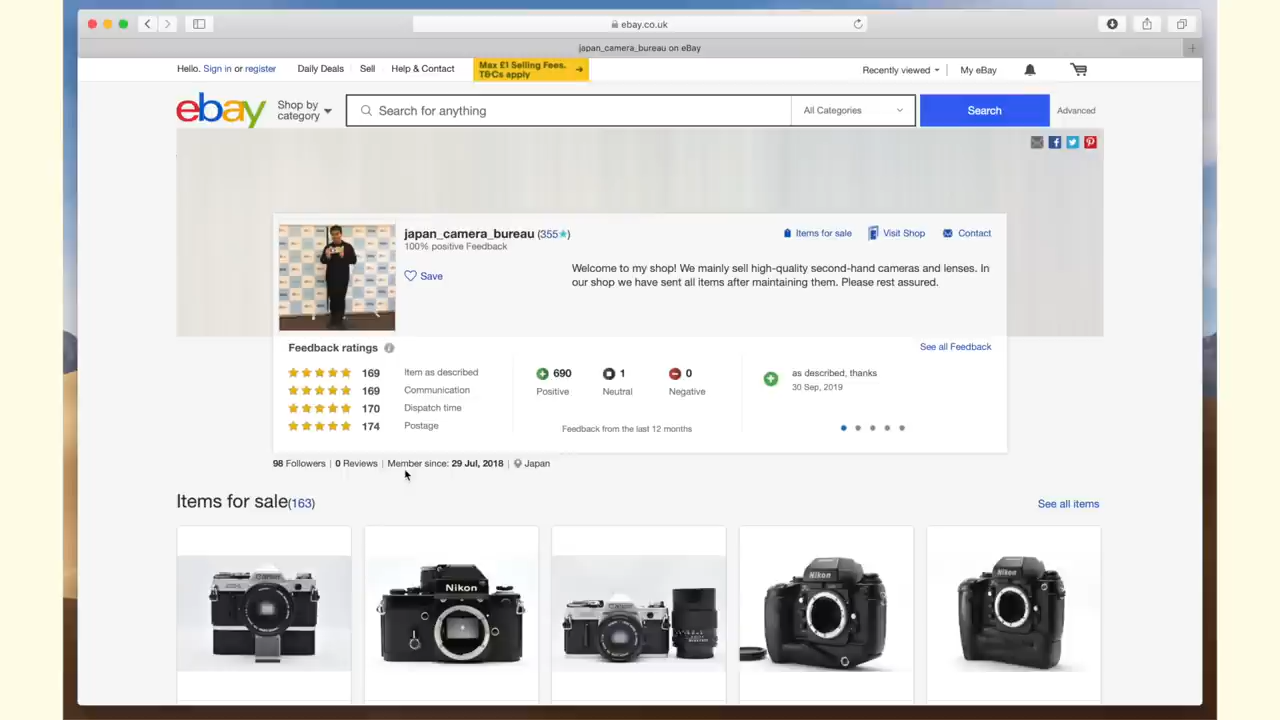 ebay.co.uk
japan_camera_bureau on eBay
Hello. Sign in or register
Daily Deals
Sell
Help & Contact
Max £1 Selling Fees.
T&Cs apply
Recently viewed
My eBay
ebay
Shop by
category
Search for anything
All Categories
Search
Advanced
japan_camera_bureau (355)
100% positive Feedback
Save
Items for sale
Visit Shop
Contact
Welcome to my shop! We mainly sell high-quality second-hand cameras and lenses. In
our shop we have sent all items after maintaining them. Please rest assured.
Feedback ratings
See all Feedback
169 Item as described
169 Communication
170 Dispatch time
174 Postage
690
Positive
1
Neutral
0
Negative
Feedback from the last 12 months
as described, thanks
30 Sep, 2019
98 Followers | 0 Reviews | Member since: 29 Jul, 2018 | Japan
Items for sale(163)
See all items
Canon
Nikon
Canon
Nikon
Nikon